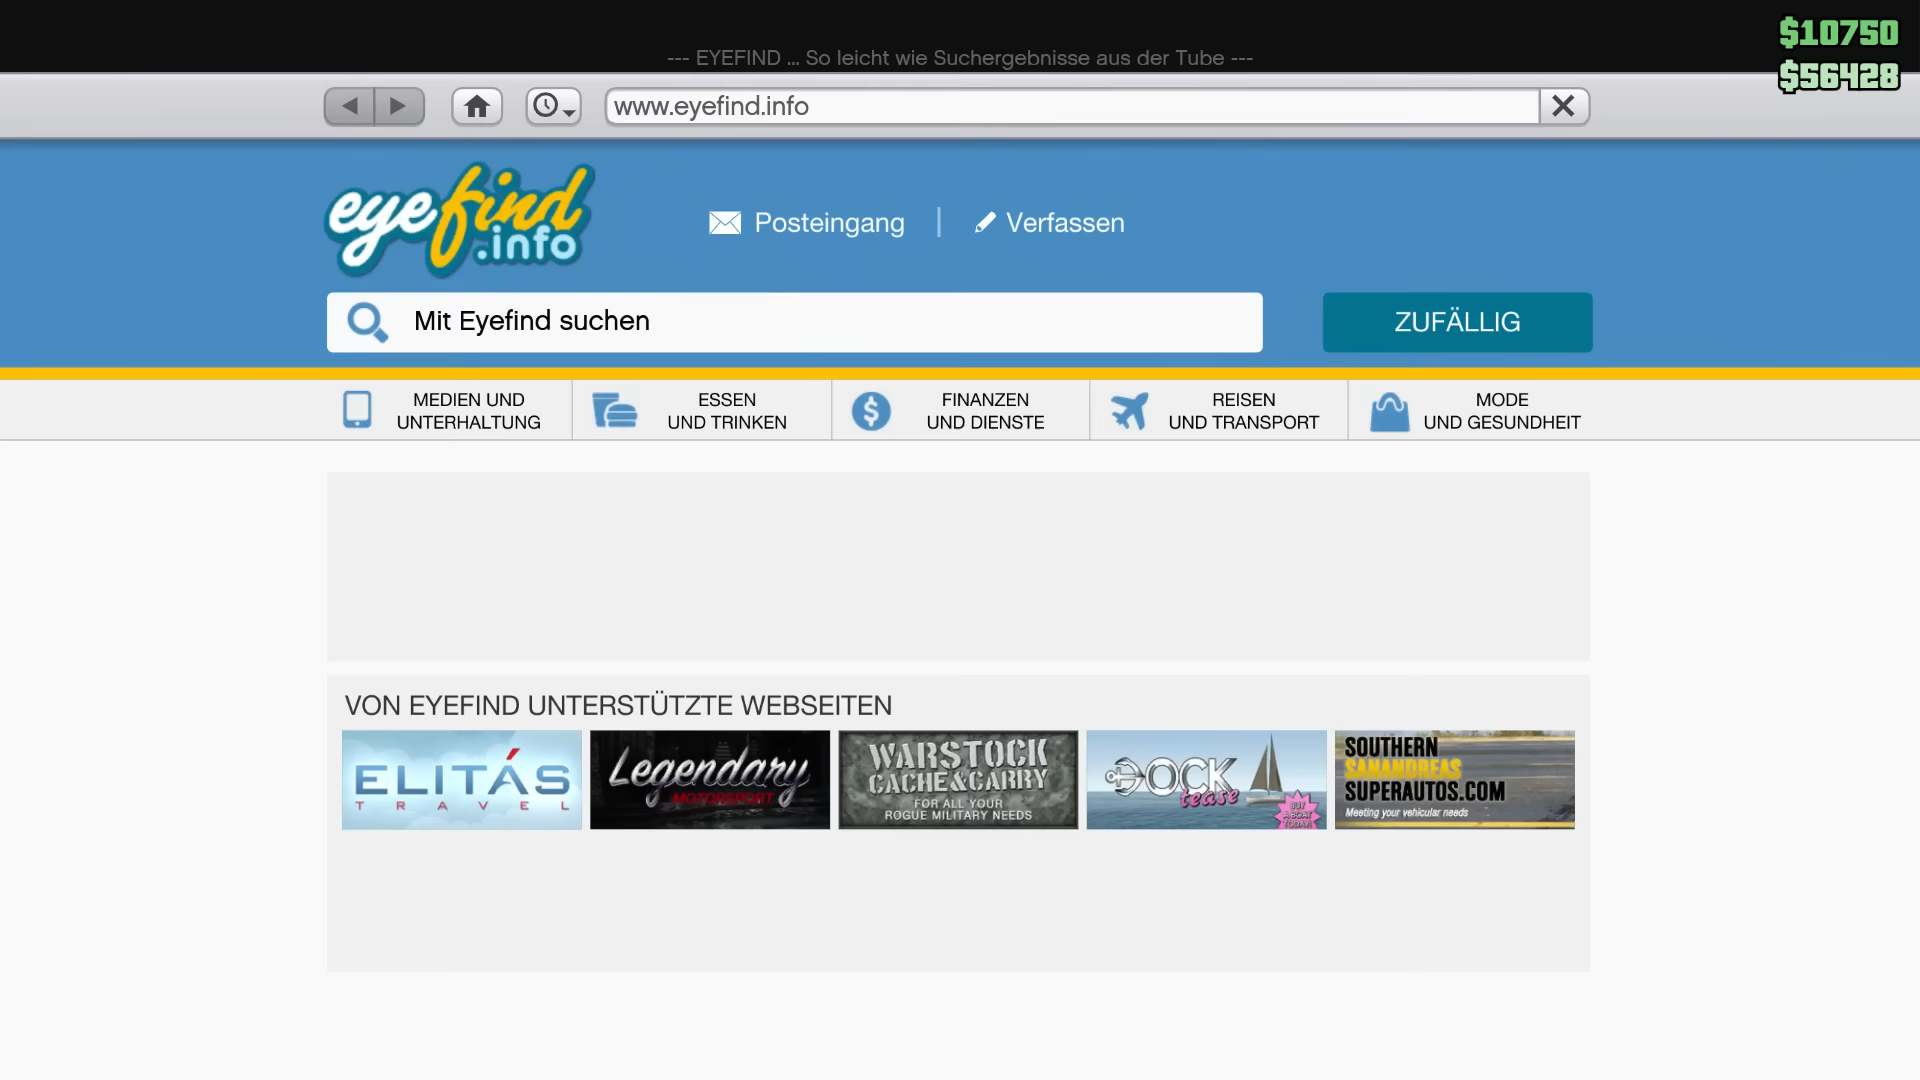 $10750
--- EYEFIND ... So leicht wie Suchergebnisse aus der Tube ---
$56428
www.eyefind.info
eyefind
.info
Posteingang
Verfassen
Mit Eyefind suchen
ZUFÄLLIG
MEDIEN UND
UNTERHALTUNG
ESSEN
UND TRINKEN
FINANZEN
UND DIENSTE
REISEN
UND TRANSPORT
MODE
UND GESUNDHEIT
VON EYEFIND UNTERSTÜTZTE WEBSEITEN
ELITÁS
TRAVEL
Legendary
MOTORSPORT
WARSTOCK
CACHE&CARRY
FOR ALL YOUR
ROGUE MILITARY NEEDS
DOCK
tease
BUY
A BOAT
TODAY!
SOUTHERN
SANANDREAS
SUPERAUTOS.COM
Meeting your vehicular needs